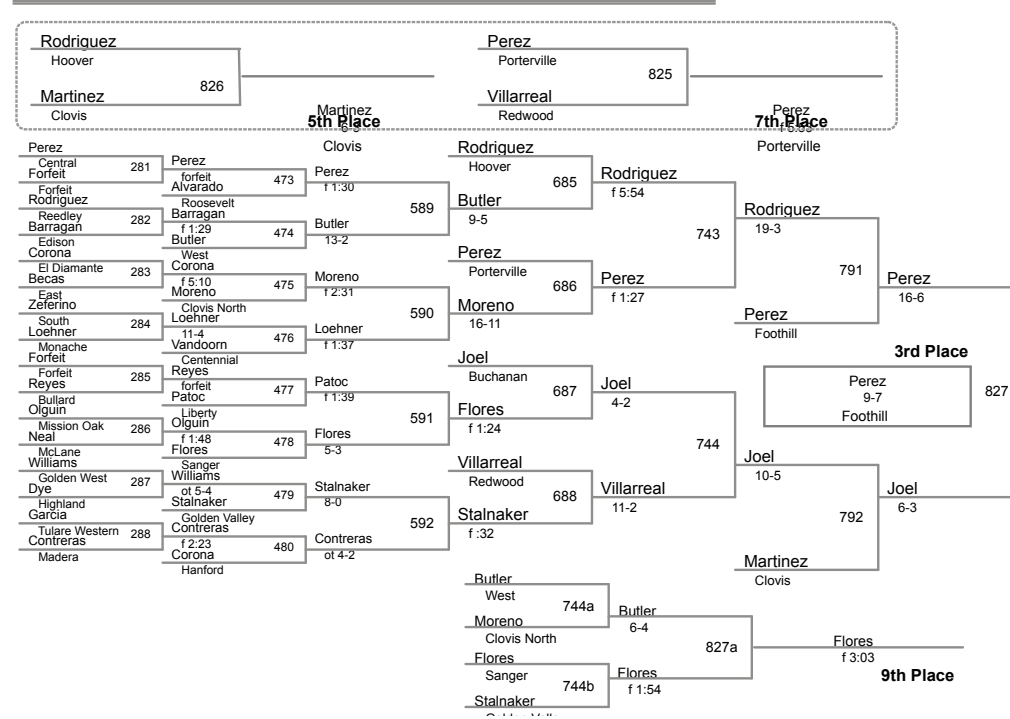 Rodriguez
Hoover
826
Martinez
Clovis
Martinez
5th Place
Clovis
Perez
Porterville
825
Villarreal
Redwood
Perez
7th Place
Porterville
Perez
Central
281
Forfeit
Forfeit
Rodriguez
Reedley
282
Barragan
Edison
Corona
El Diamante
283
Becas
East
Zeferino
South
284
Loehner
Monache
Forfeit
Forfeit
285
Reyes
Bullard
Olguin
Mission Oak
286
Neal
McLane
Williams
Golden West
287
Dye
Highland
Garcia
Tulare Western
288
Contreras
Madera
Perez
forfeit
473
Alvarado
Roosevelt
Barragan
f 1:29
474
Butler
West
Corona
f 5:10
475
Moreno
Clovis North
Loehner
11-4
476
Vandoorn
Centennial
Reyes
forfeit
477
Patoc
Liberty
Olguin
f 1:48
478
Flores
Sanger
Williams
ot 5-4
479
Stalnaker
Golden Valley
Contreras
f 2:23
480
Corona
Hanford
Perez
f 1:30
589
Butler
13-2
Moreno
f 2:31
590
Loehner
f 1:37
Patoc
f 1:39
591
Flores
5-3
Stalnaker
8-0
592
Contreras
ot 4-2
Rodriguez
Hoover
685
Butler
9-5
Perez
Porterville
686
Moreno
16-11
Joel
Buchanan
687
Flores
f 1:24
Villarreal
Redwood
688
Stalnaker
f :32
Rodriguez
f 5:54
743
Perez
f 1:27
Joel
4-2
744
Villarreal
11-2
Rodriguez
19-3
791
Perez
Foothill
Joel
10-5
792
Martinez
Clovis
Perez
16-6
Joel
6-3
3rd Place
Perez
9-7
827
Foothill
Butler
West
744a
Moreno
Clovis North
Flores
Sanger
744b
Stalnaker
Butler
6-4
827a
Flores
f 1:54
Flores
f 3:03
9th Place